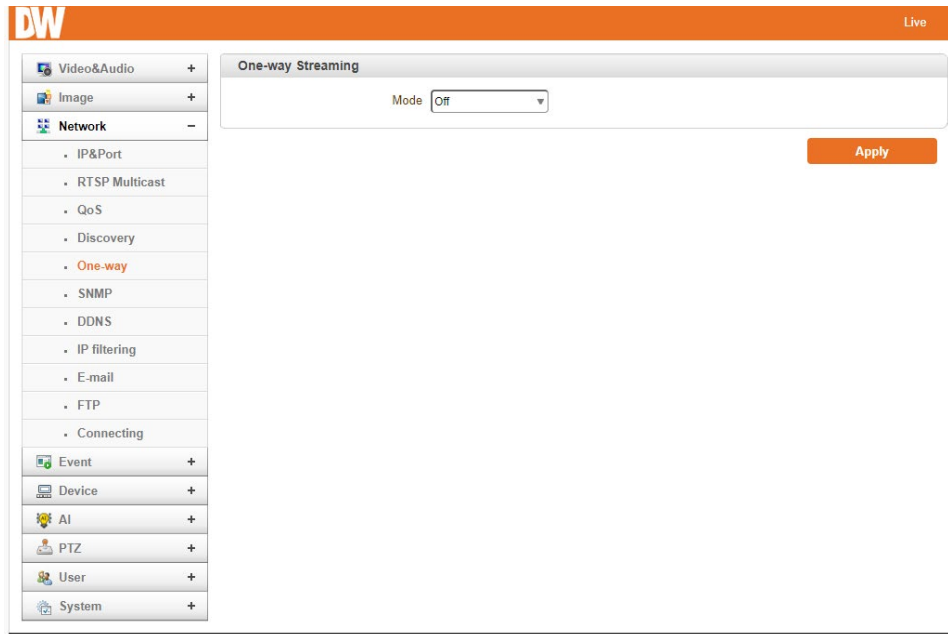 DW
Live
Video&Audio +
Image +
Network -
IP&Port
RTSP Multicast
QoS
Discovery
One-way
SNMP
DDNS
IP filtering
E-mail
FTP
Connecting
Event +
Device +
AI +
PTZ +
User +
System +
One-way Streaming
Mode Off
Apply